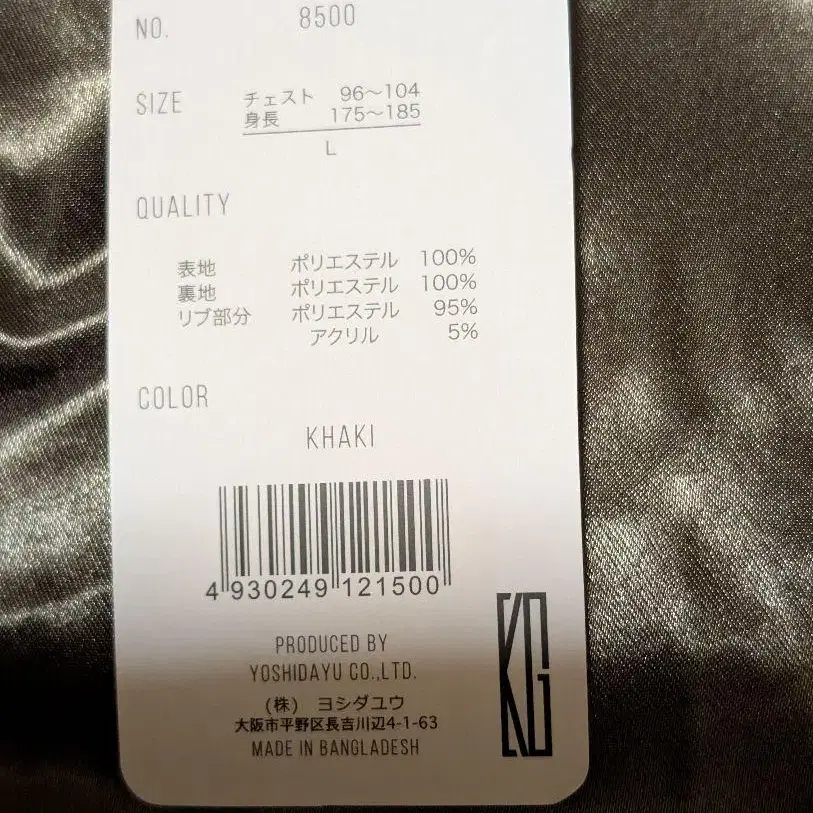 NO. 8500
SIZE チェスト 96～104
身長 175～185
L
QUALITY
表地 ポリエステル 100%
裏地 ポリエステル 100%
リブ部分 ポリエステル 95%
アクリル 5%
COLOR
KHAKI
4 930249 121500
KG
PRODUCED BY
YOSHIDAYU CO.,LTD.
(株) ヨシダユウ
大阪市平野区長吉川辺4-1-63
MADE IN BANGLADESH